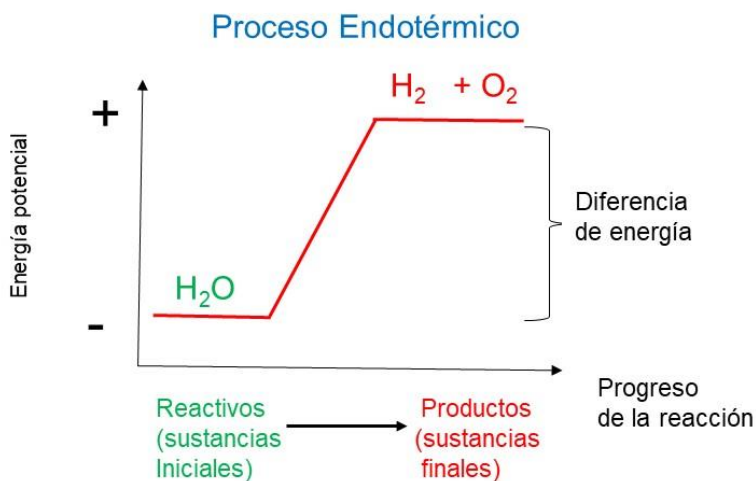 Proceso Endotérmico
H₂ + O₂
+
Energía potencial
Diferencia
de energía
H₂O
-
Progreso
de la reacción
Reactivos
(sustancias
Iniciales)
Productos
(sustancias
finales)